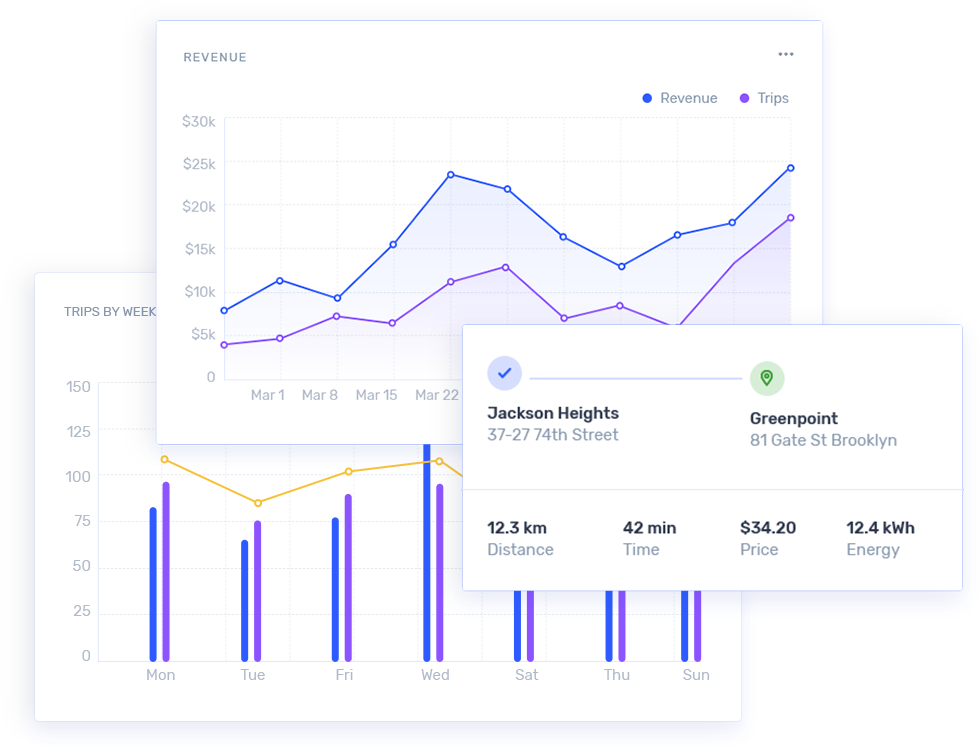 REVENUE
Revenue Trips
$30k
$25k
$20k
$15k
$10k
$5k
0
Mar 1 Mar 8 Mar 15 Mar 22
TRIPS BY WEEK
150
125
100
75
50
25
0
Mon Tue Fri Wed Sat Thu Sun
Jackson Heights
37-27 74th Street
Greenpoint
81 Gate St Brooklyn
12.3 km 42 min $34.20 12.4 kWh
Distance Time Price Energy